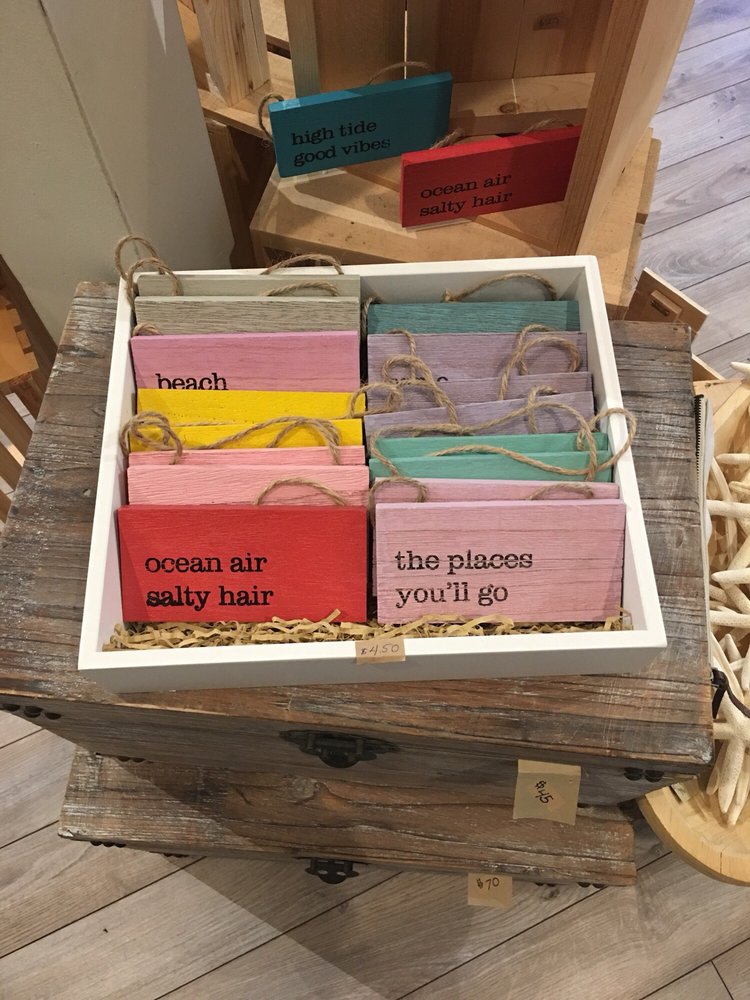 high tide
good vibes
ocean air
salty hair
beach
ocean air
salty hair
the places
you'll go
$4.50
$45
$70